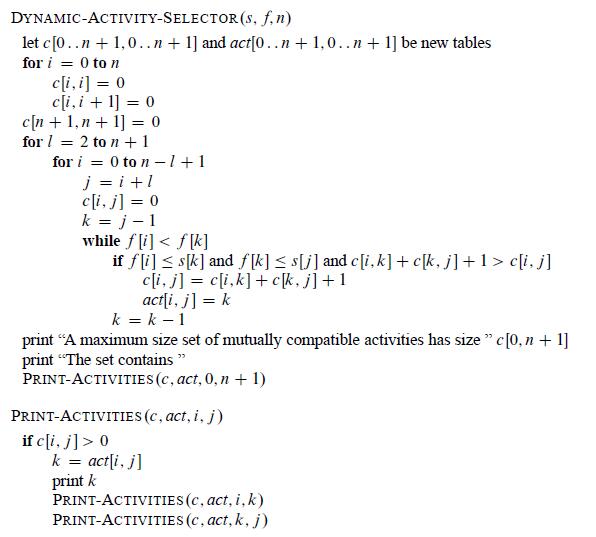 DYNAMIC-ACTIVITY-SELECTOR(s, f, n)
let c[0..n + 1, 0..n + 1] and act[0..n + 1, 0..n + 1] be new tables
for i = 0 to n
c[i, i] = 0
c[i, i + 1] = 0
c[n + 1, n + 1] = 0
for l = 2 to n + 1
for i = 0 to n − l + 1
j = i + l
c[i, j] = 0
k = j − 1
while f[i] < f[k]
if f[i] ≤ s[k] and f[k] ≤ s[j] and c[i, k] + c[k, j] + 1 > c[i, j]
c[i, j] = c[i, k] + c[k, j] + 1
act[i, j] = k
k = k − 1
print “A maximum size set of mutually compatible activities has size ” c[0, n + 1]
print “The set contains ”
PRINT-ACTIVITIES(c, act, 0, n + 1)
PRINT-ACTIVITIES(c, act, i, j)
if c[i, j] > 0
k = act[i, j]
print k
PRINT-ACTIVITIES(c, act, i, k)
PRINT-ACTIVITIES(c, act, k, j)